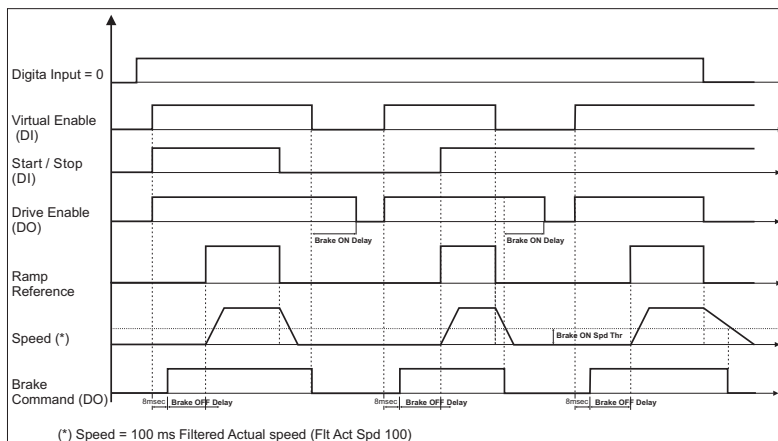 Digita Input = 0
Virtual Enable
(DI)
Start / Stop
(DI)
Drive Enable
(DO)
Brake ON Delay
Brake ON Delay
Ramp
Reference
Speed (*)
Brake ON Spd Thr
Brake
Command (DO)
8msec
Brake OFF Delay
8msec
Brake OFF Delay
8msec
Brake OFF Delay
(*) Speed = 100 ms Filtered Actual speed (Flt Act Spd 100)